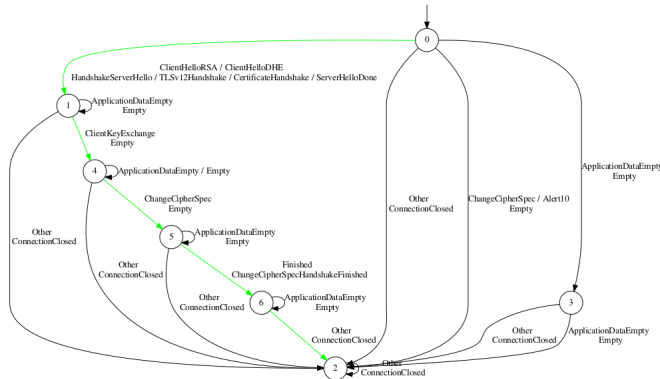 0
ClientHelloRSA / ClientHelloDHE
HandshakeServerHello / TLSv12Handshake / CertificateHandshake / ServerHelloDone
1
ApplicationDataEmpty
Empty
ClientKeyExchange
Empty
4
ApplicationDataEmpty / Empty
ApplicationDataEmpty
Empty
Other
ConnectionClosed
ChangeCipherSpec / Alert10
Empty
ChangeCipherSpec
Empty
Other
ConnectionClosed
5
ApplicationDataEmpty
Empty
Other
ConnectionClosed
Finished
ChangeCipherSpecHandshakeFinished
Other
ConnectionClosed
6
ApplicationDataEmpty
Empty
3
Other
ConnectionClosed
Other
ConnectionClosed
ApplicationDataEmpty
Empty
2
Other
ConnectionClosed